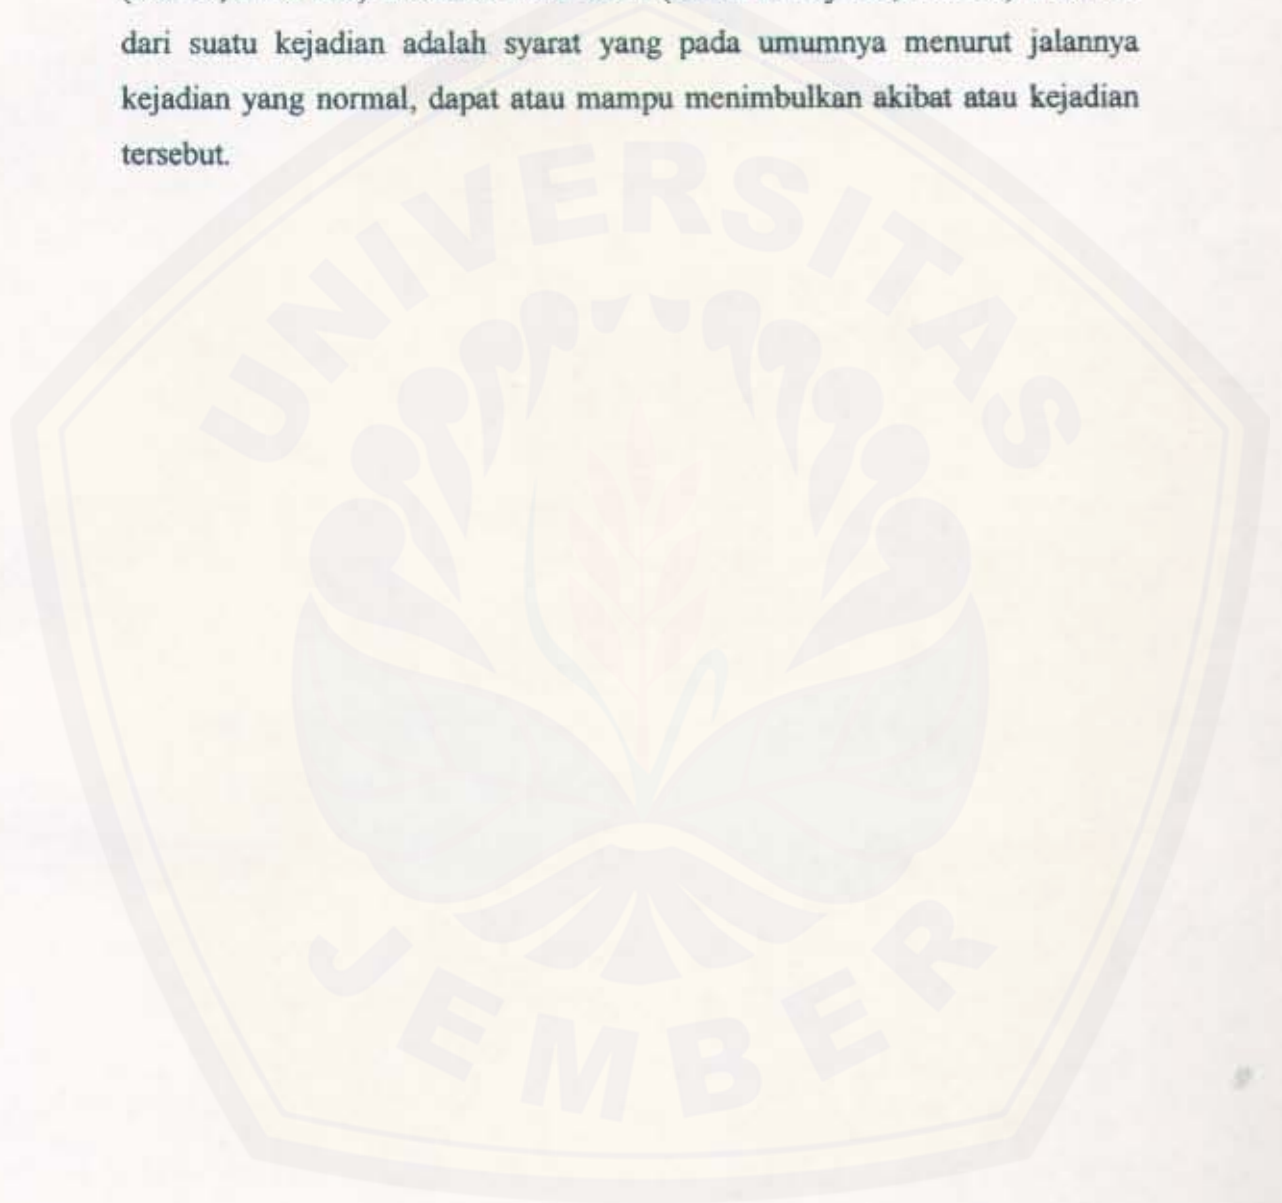 dari suatu kejadian adalah syarat yang pada umumnya menurut jalannya
kejadian yang normal, dapat atau mampu menimbulkan akibat atau kejadian
tersebut.
UNIVERSITAS
JEMBER